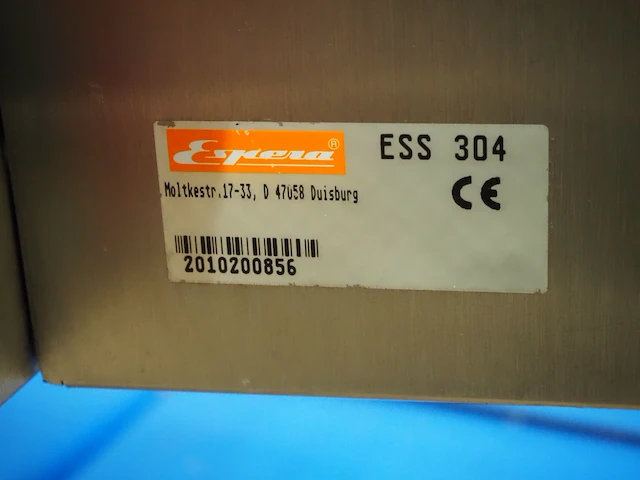 Espera®
ESS 304
Moltkestr.17-33, D 47058 Duisburg
CE
2010200856